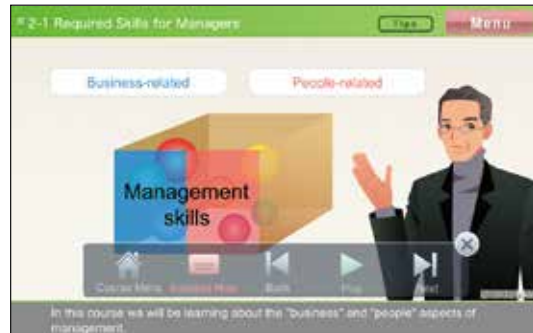 2-1 Required Skills for Managers
Tips
Menu
Business-related
People-related
Management
skills
Course Menu
Back
Play
Next
In this course we will be learning about the "business" and "people" aspects of
management.